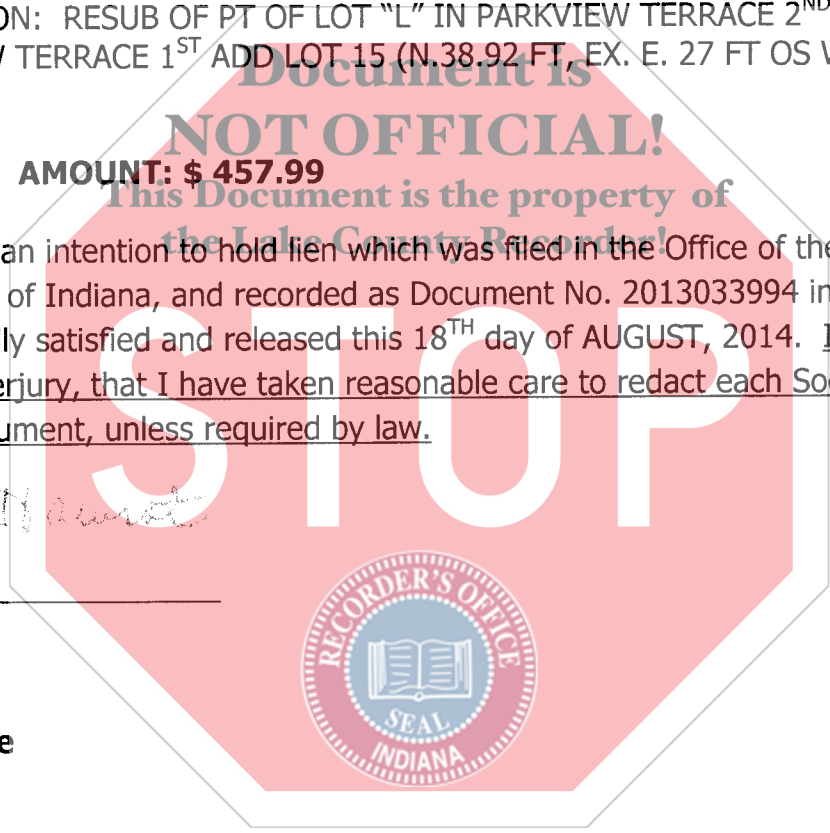 ON: RESUB OF PT OF LOT “L” IN PARKVIEW TERRACE 2ND
TERRACE 1ST ADD LOT 15 (N.38.92 FT, EX. E. 27 FT OS
Document is
NOT OFFICIAL!
AMOUNT: $ 457.99
This Document is the property of
the Lake County Recorder!
an intention to hold lien which was filed in the Office of the
of Indiana, and recorded as Document No. 2013033994 in
ly satisfied and released this 18TH day of AUGUST, 2014.
erjury, that I have taken reasonable care to redact each So
ument, unless required by law.
STOP
RECORDER'S OFFICE
SEAL
INDIANA
e